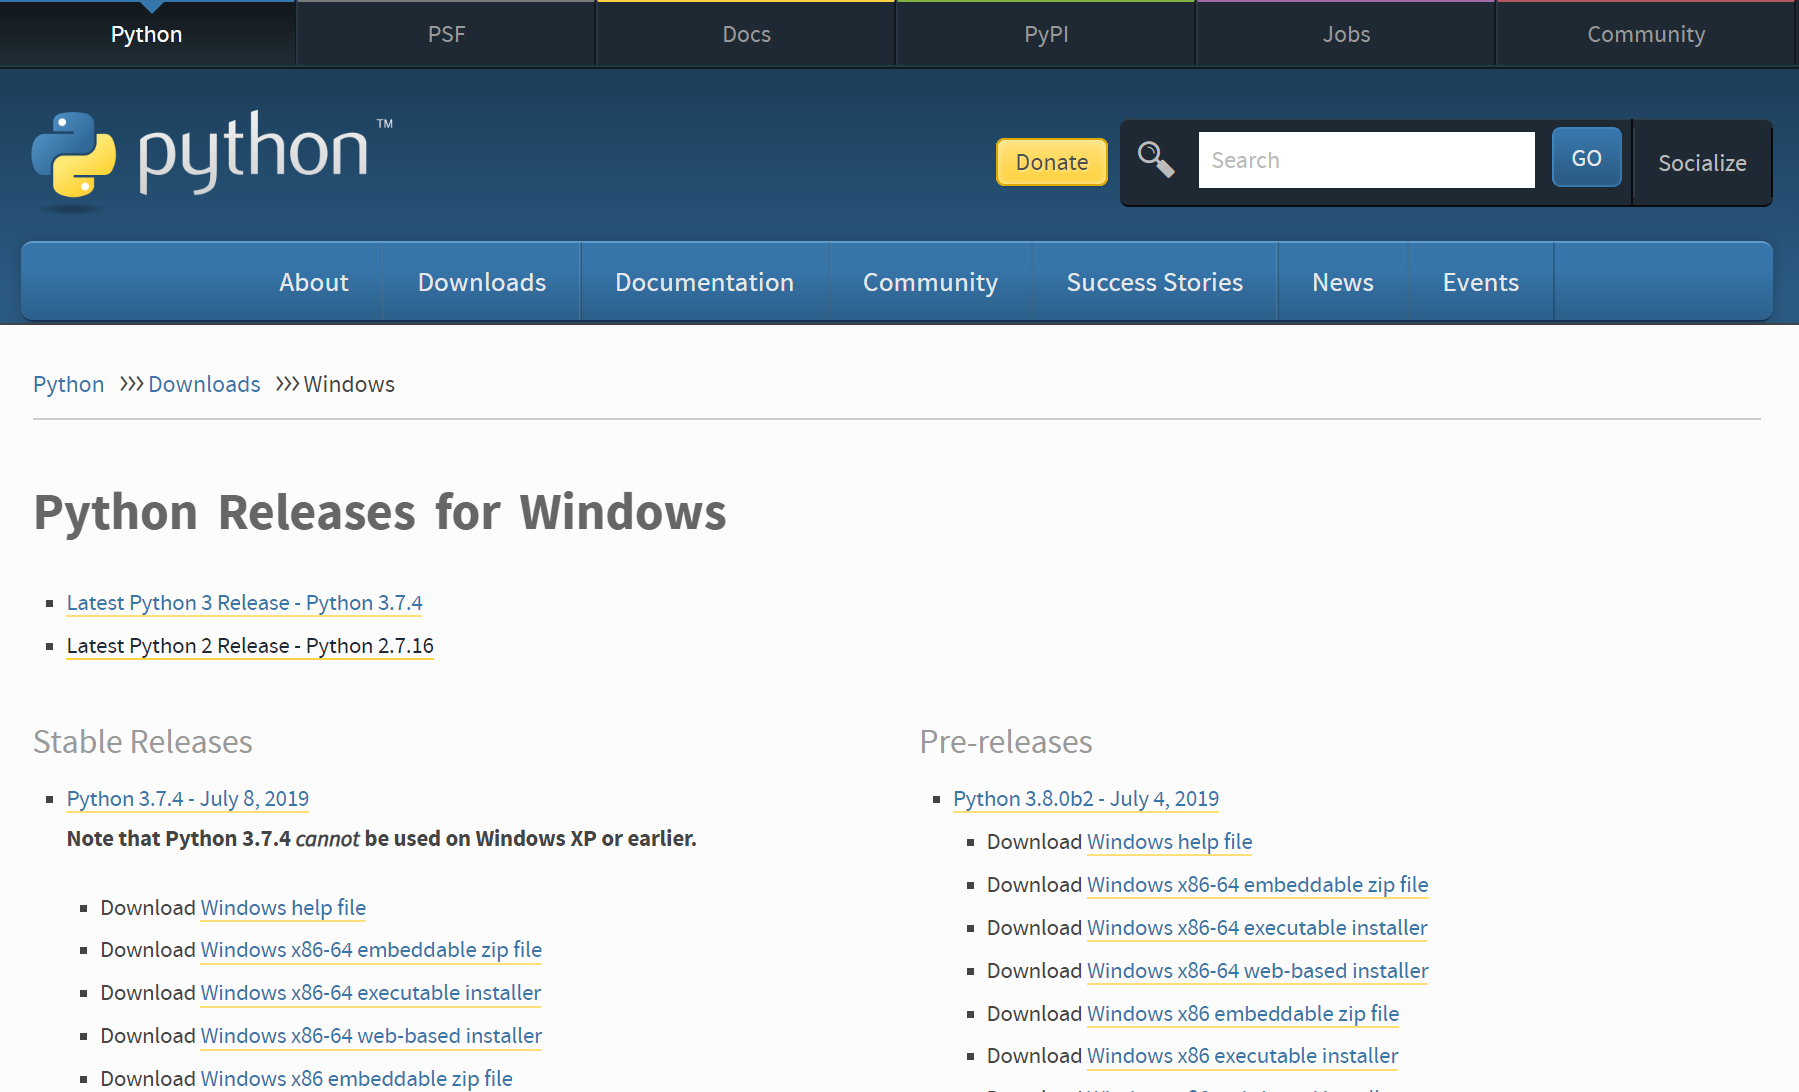 Python PSF Docs PyPI Jobs Community
python™
Donate Search GO Socialize
About Downloads Documentation Community Success Stories News Events
Python >>> Downloads >>> Windows
Python Releases for Windows
Latest Python 3 Release - Python 3.7.4
Latest Python 2 Release - Python 2.7.16
Stable Releases
Python 3.7.4 - July 8, 2019
Note that Python 3.7.4 cannot be used on Windows XP or earlier.
Download Windows help file
Download Windows x86-64 embeddable zip file
Download Windows x86-64 executable installer
Download Windows x86-64 web-based installer
Download Windows x86 embeddable zip file
Pre-releases
Python 3.8.0b2 - July 4, 2019
Download Windows help file
Download Windows x86-64 embeddable zip file
Download Windows x86-64 executable installer
Download Windows x86-64 web-based installer
Download Windows x86 embeddable zip file
Download Windows x86 executable installer